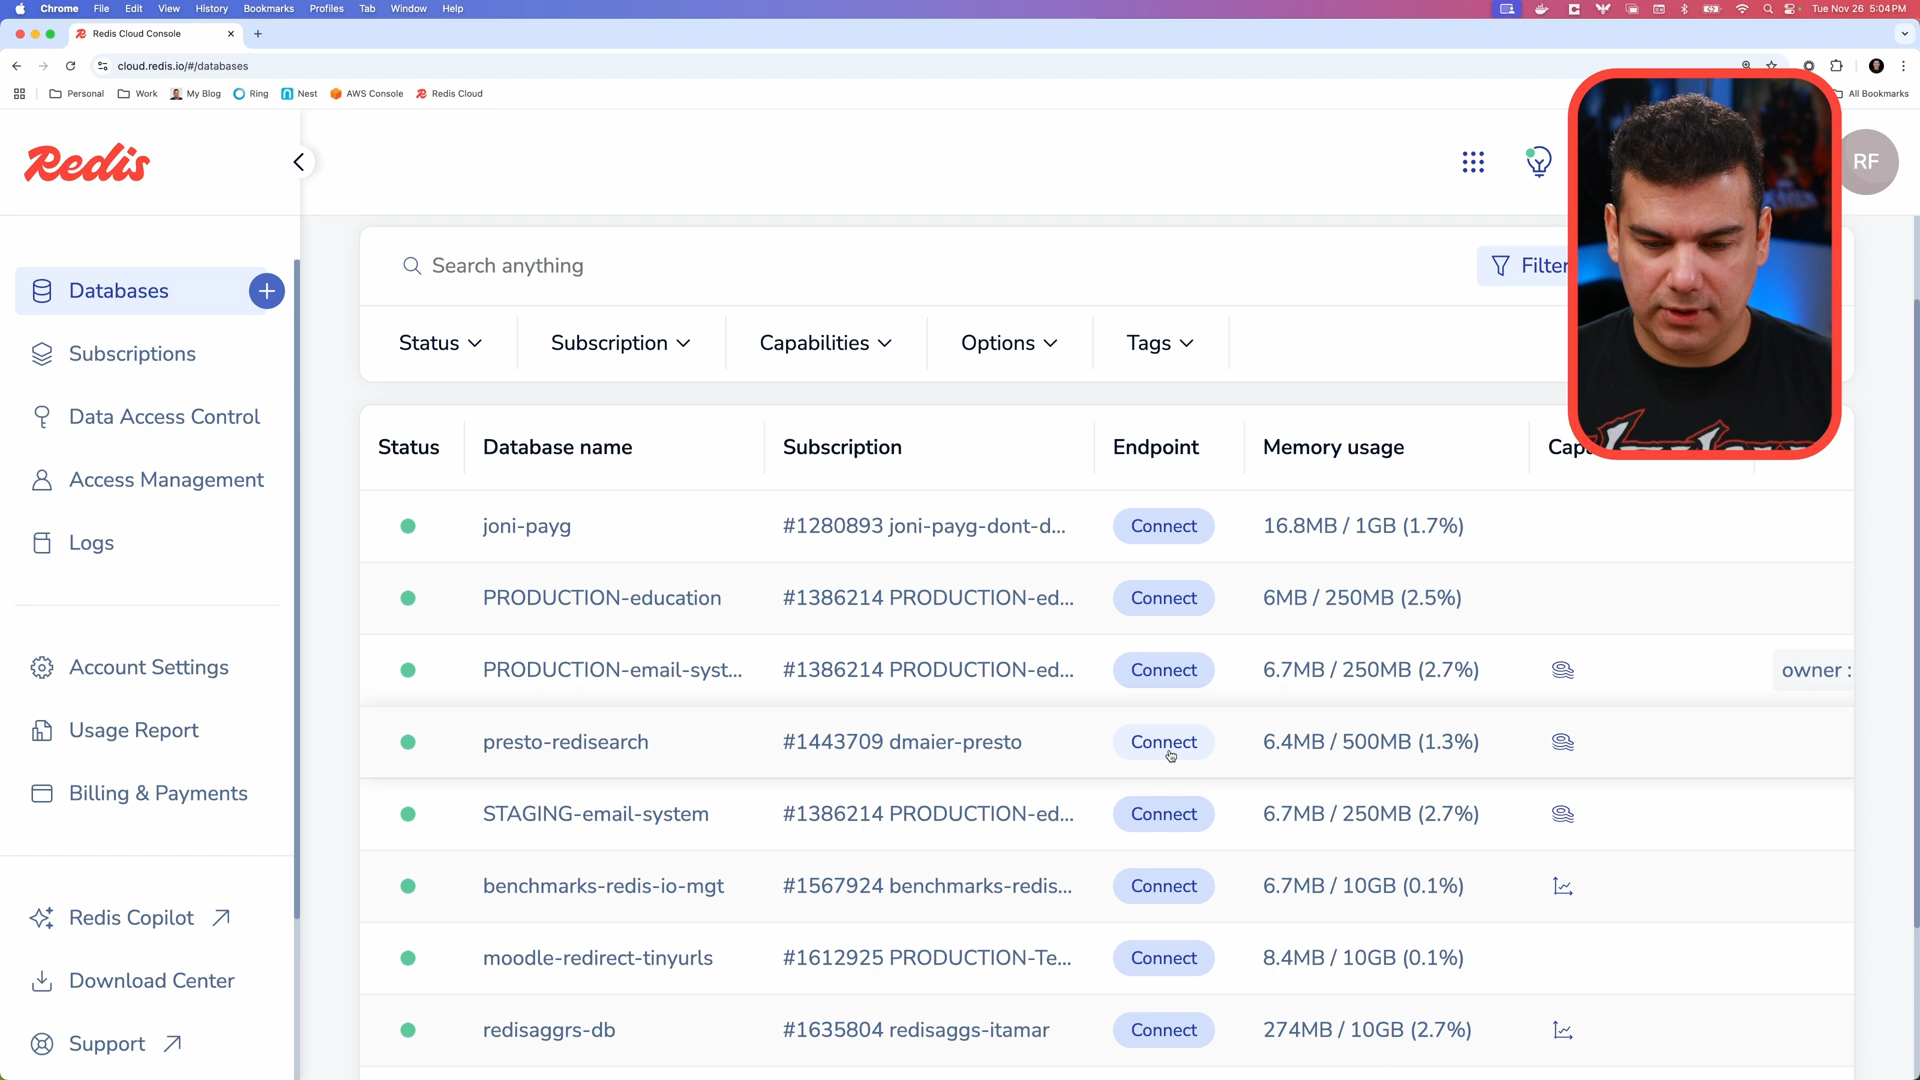 Chrome File Edit View History Bookmarks Profiles Tab Window Help Tue Nov 26 5:04 PM
Redis Cloud Console
cloud.redis.io/#/databases
Personal Work My Blog Ring Nest AWS Console Redis Cloud All Bookmarks
Redis
RF
Search anything
Filter
Databases
Subscriptions
Data Access Control
Access Management
Logs
Account Settings
Usage Report
Billing & Payments
Redis Copilot
Download Center
Support
Status Subscription Capabilities Options Tags
Status Database name Subscription Endpoint Memory usage
joni-payg #1280893 joni-payg-dont-d... Connect 16.8MB / 1GB (1.7%)
PRODUCTION-education #1386214 PRODUCTION-ed... Connect 6MB / 250MB (2.5%)
PRODUCTION-email-syst... #1386214 PRODUCTION-ed... Connect 6.7MB / 250MB (2.7%) owner :
presto-redisearch #1443709 dmaier-presto Connect 6.4MB / 500MB (1.3%)
STAGING-email-system #1386214 PRODUCTION-ed... Connect 6.7MB / 250MB (2.7%)
benchmarks-redis-io-mgt #1567924 benchmarks-redis... Connect 6.7MB / 10GB (0.1%)
moodle-redirect-tinyurls #1612925 PRODUCTION-Te... Connect 8.4MB / 10GB (0.1%)
redisaggrs-db #1635804 redisaggs-itamar Connect 274MB / 10GB (2.7%)